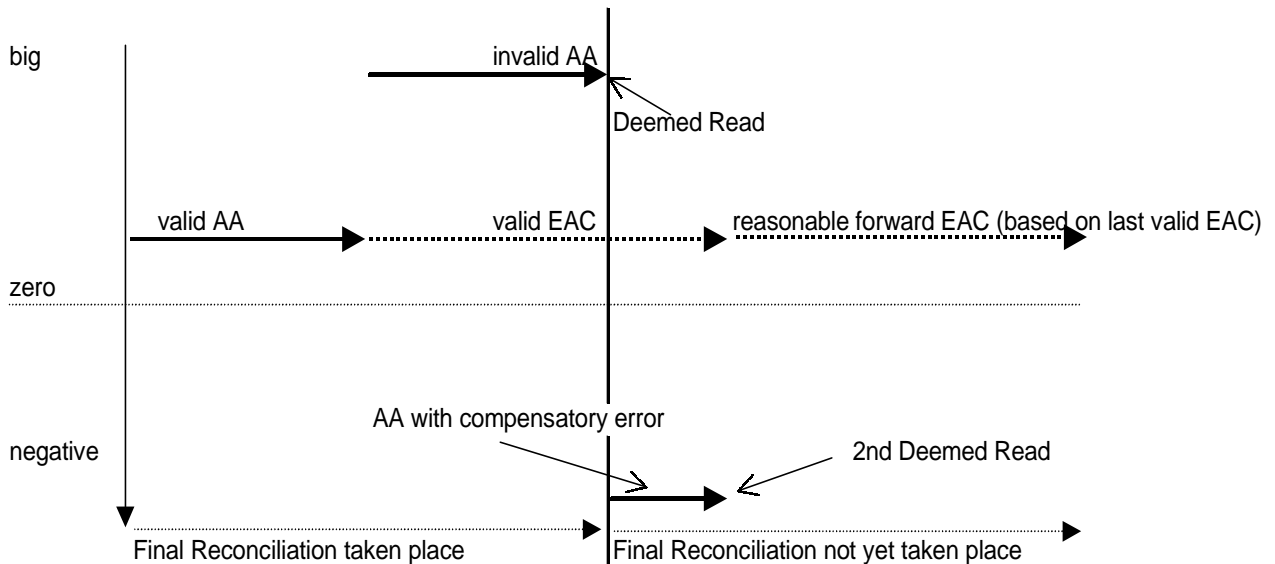 big
invalid AA
Deemed Read
valid AA
valid EAC
reasonable forward EAC (based on last valid EAC)
zero
AA with compensatory error
negative
2nd Deemed Read
Final Reconciliation taken place
Final Reconciliation not yet taken place